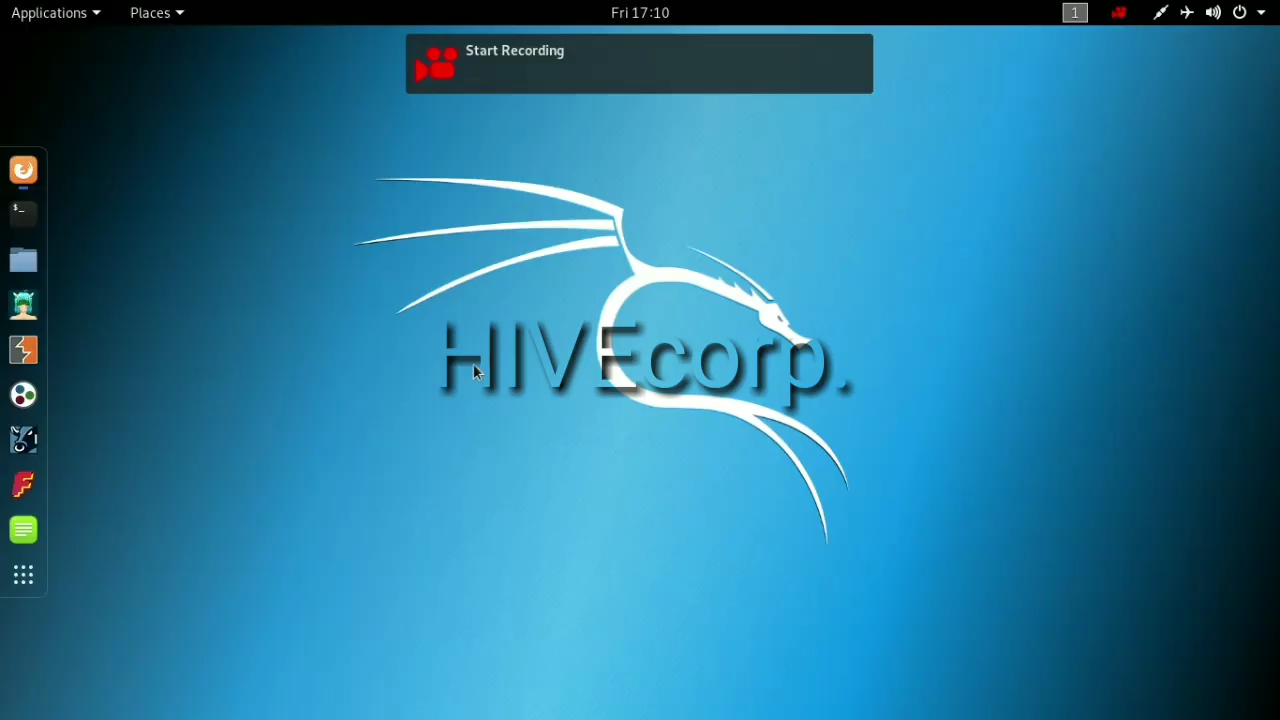 Applications Places Fri 17:10 1
Start Recording
$_
HIVEcorp.
F